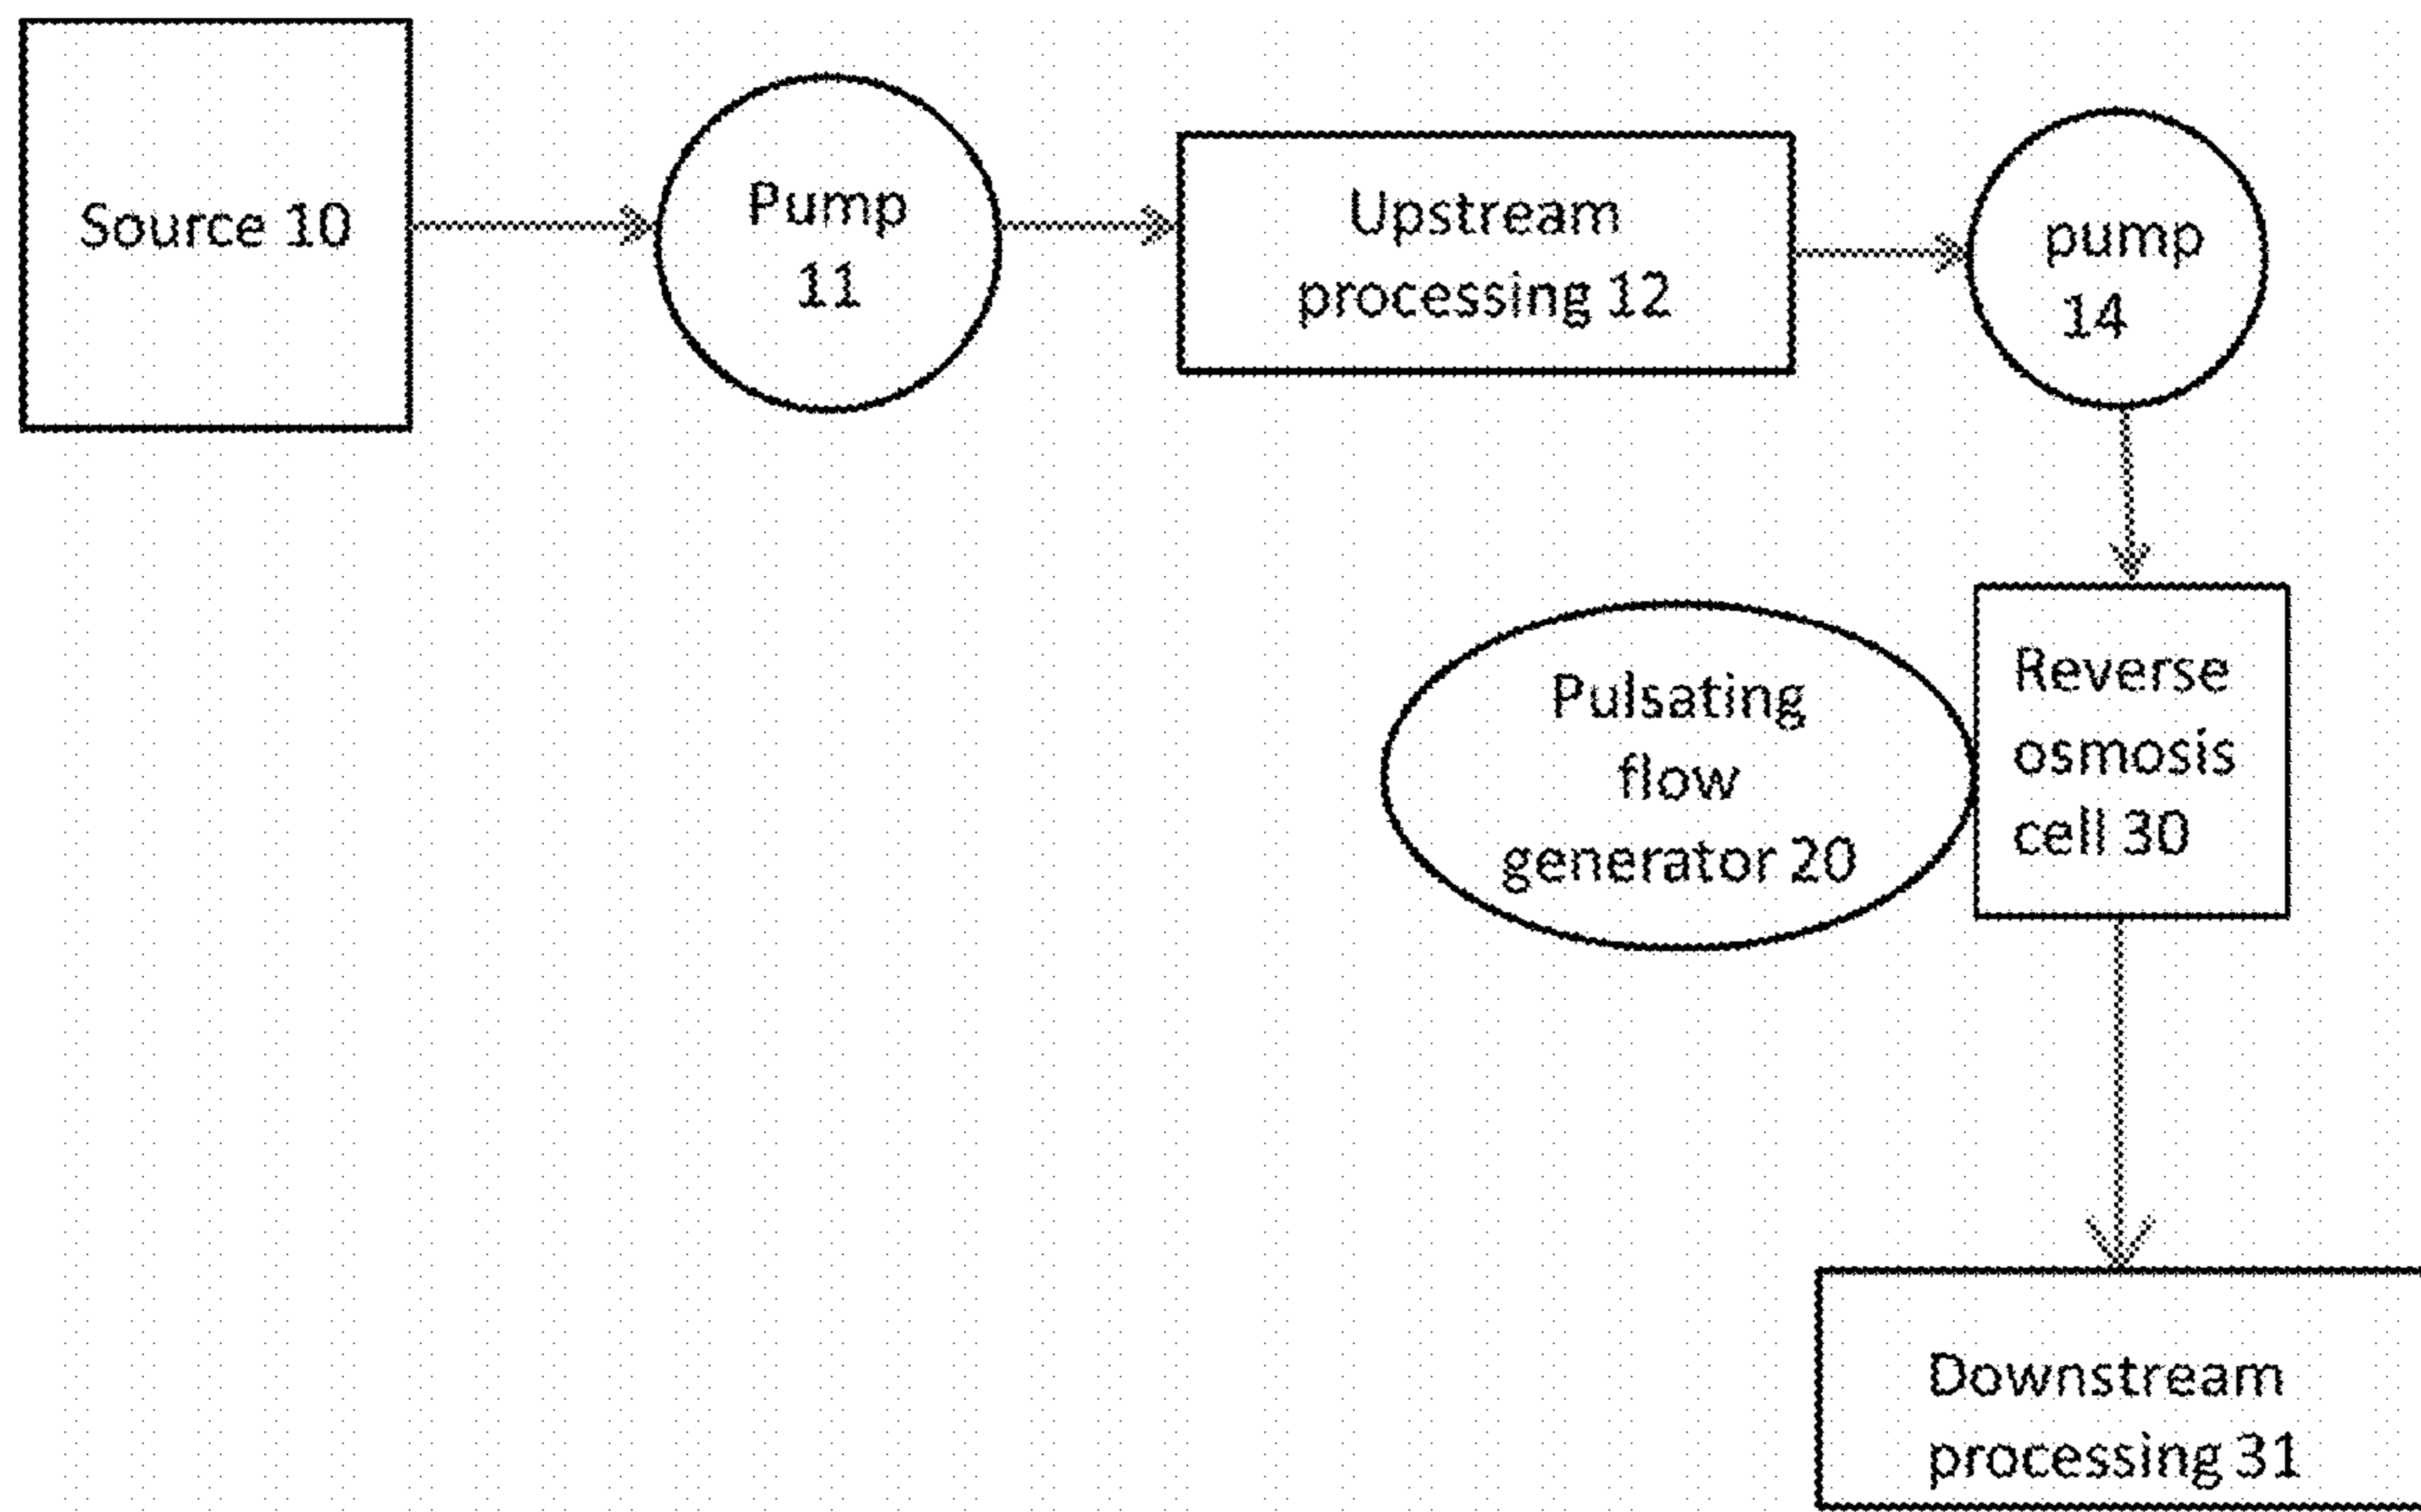 Source 10
Pump
11
Upstream
processing 12
pump
14
Pulsating
flow
generator 20
Reverse
osmosis
cell 30
Downstream
processing 31